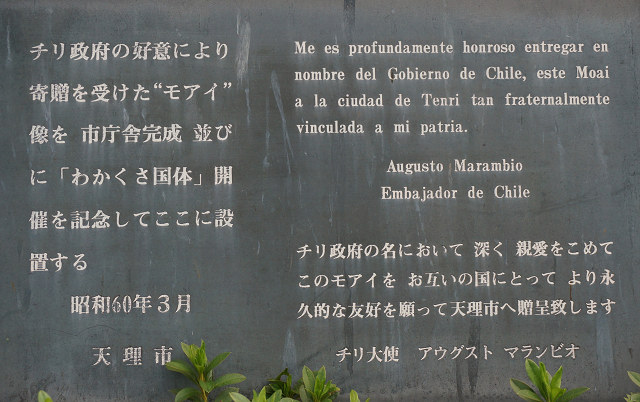 チリ政府の好意により
寄贈を受けた“モアイ”
像を 市庁舎完成 並び
に「わかくさ国体」開
催を記念してここに設
置する
昭和60年３月
天理市
Me es profundamente honroso entregar en
nombre del Gobierno de Chile, este Moai
a la ciudad de Tenri tan fraternalmente
vinculada a mi patria.
Augusto Marambio
Embajador de Chile
チリ政府の名において 深く 親愛をこめて
このモアイを お互いの国にとって より永
久的な友好を願って天理市へ贈呈致します
チリ大使 アウグスト マランビオ